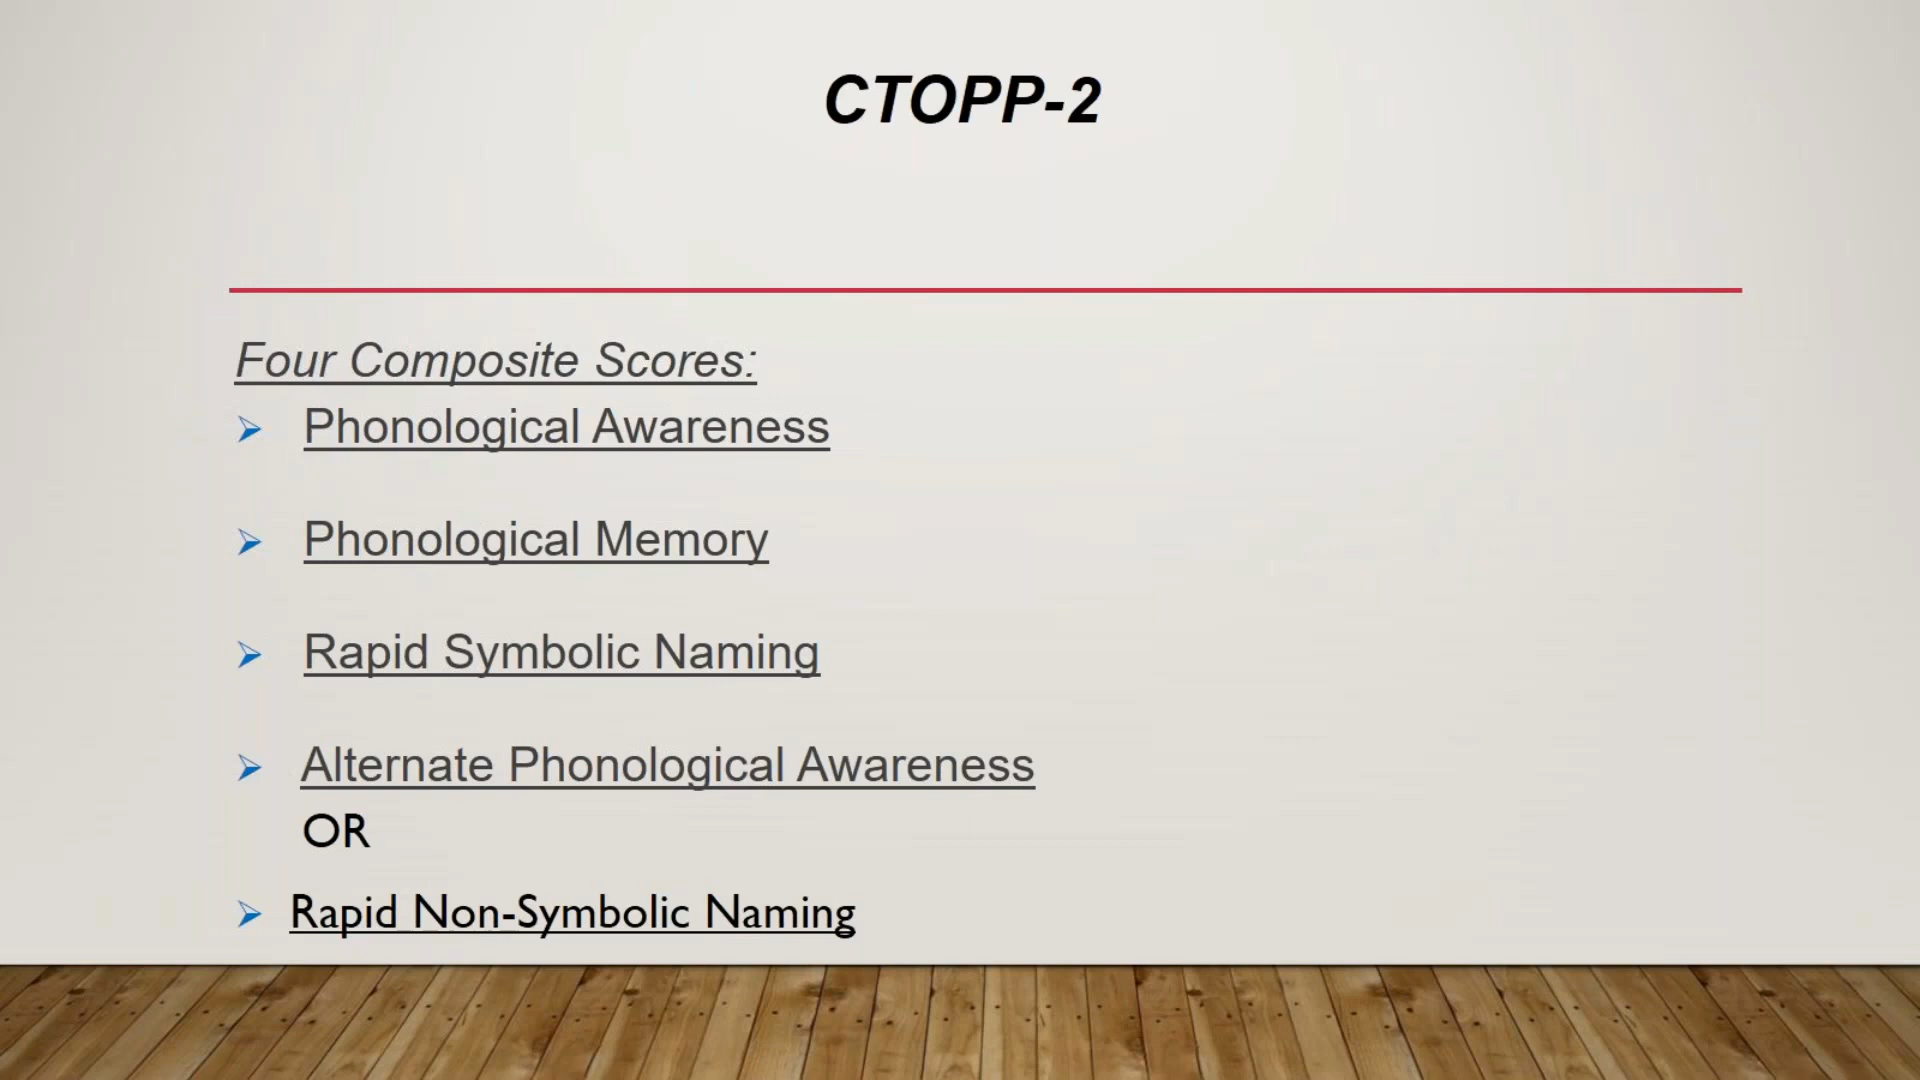 CTOPP-2
Four Composite Scores:
Phonological Awareness
Phonological Memory
Rapid Symbolic Naming
Alternate Phonological Awareness
OR
Rapid Non-Symbolic Naming